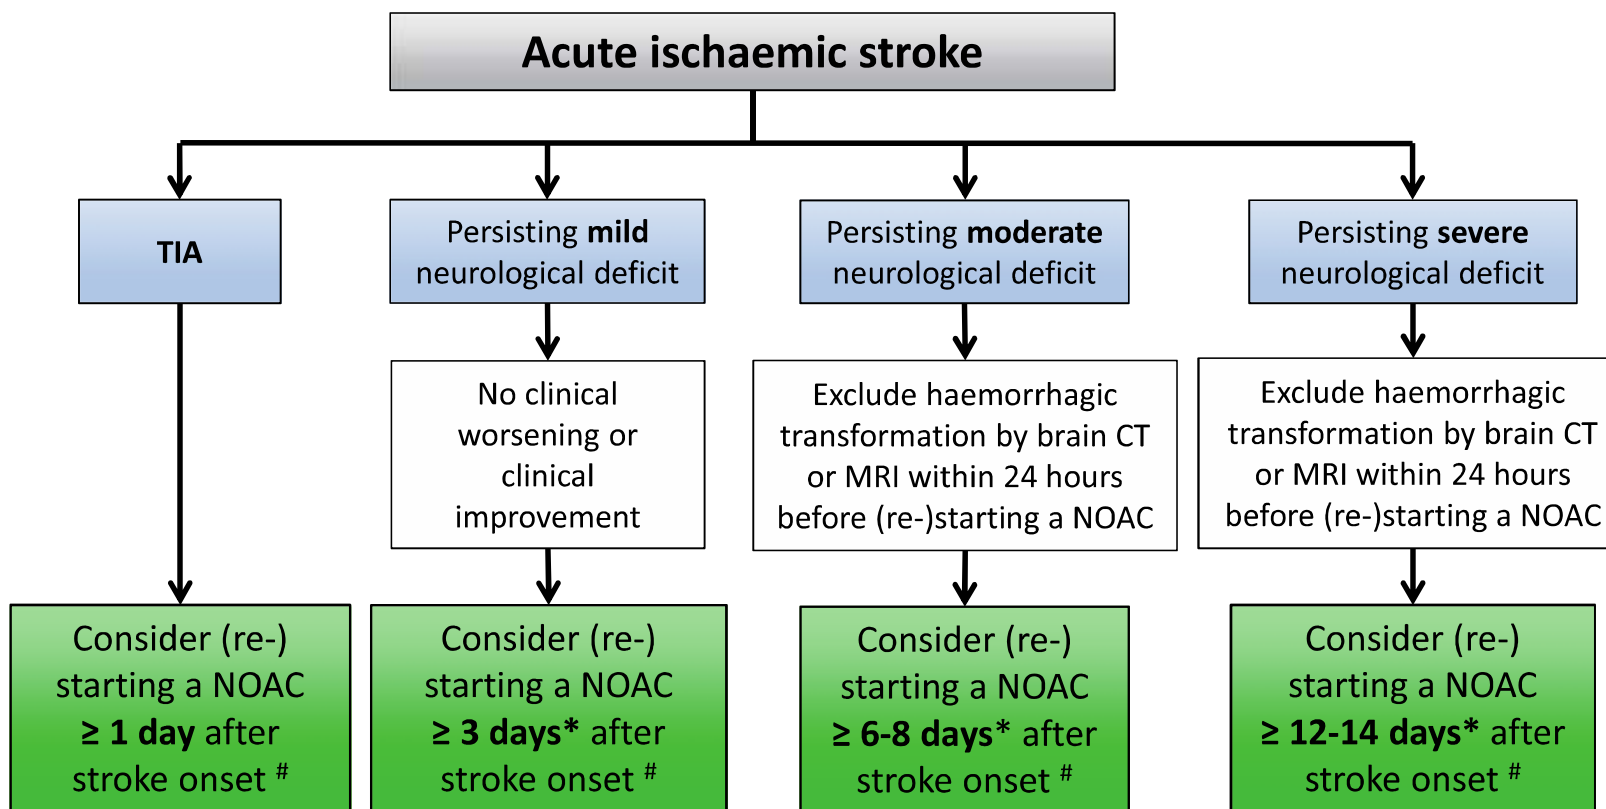 Acute ischaemic stroke
TIA
Persisting mild
neurological deficit
Persisting moderate
neurological deficit
Persisting severe
neurological deficit
No clinical
worsening or
clinical
improvement
Exclude haemorrhagic
transformation by brain CT
or MRI within 24 hours
before (re-)starting a NOAC
Exclude haemorrhagic
transformation by brain CT
or MRI within 24 hours
before (re-)starting a NOAC
Consider (re-)
starting a NOAC
≥ 1 day after
stroke onset #
Consider (re-)
starting a NOAC
≥ 3 days* after
stroke onset #
Consider (re-)
starting a NOAC
≥ 6-8 days* after
stroke onset #
Consider (re-)
starting a NOAC
≥ 12-14 days* after
stroke onset #